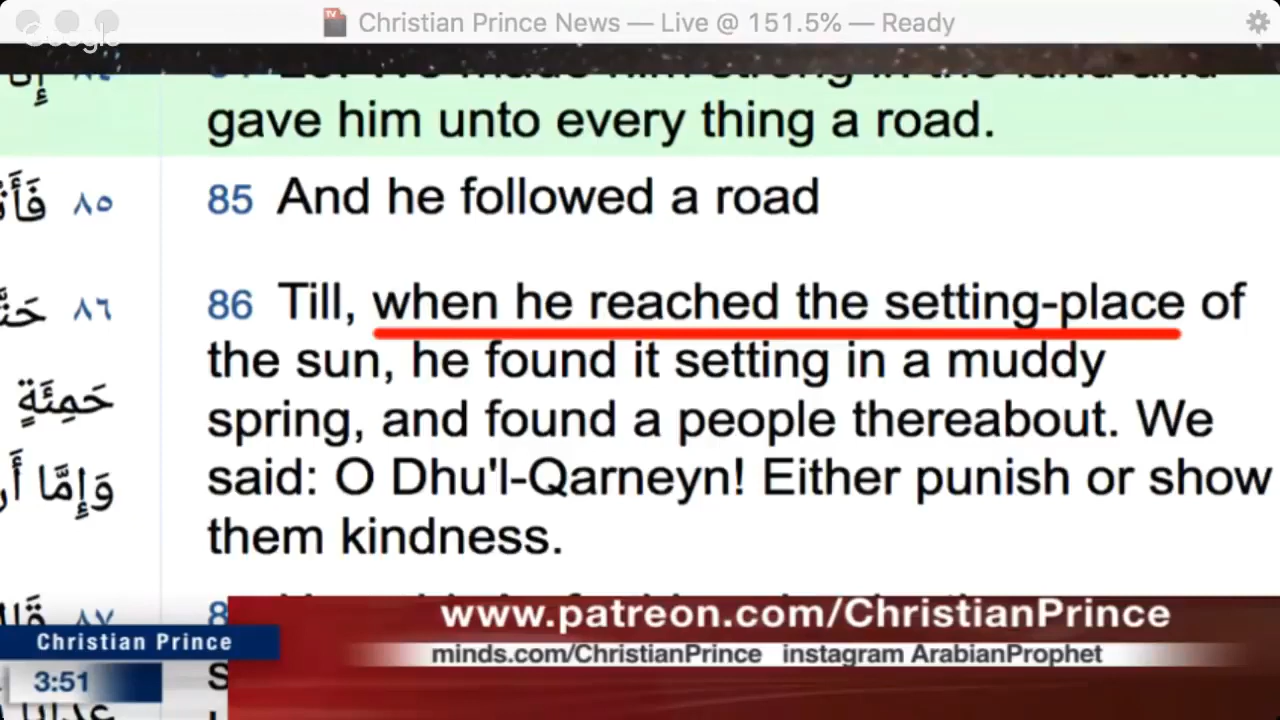 Christian Prince News — Live @ 151.5% — Ready
Google
gave him unto every thing a road.
٨٥
85 And he followed a road
٨٦
86 Till, when he reached the setting-place of
the sun, he found it setting in a muddy
حَمِئَةٍ
spring, and found a people thereabout. We
said: O Dhu'l-Qarneyn! Either punish or show
وَإِمَّا
them kindness.
٨٧
www.patreon.com/ChristianPrince
Christian Prince
minds.com/ChristianPrince instagram ArabianProphet
3:51